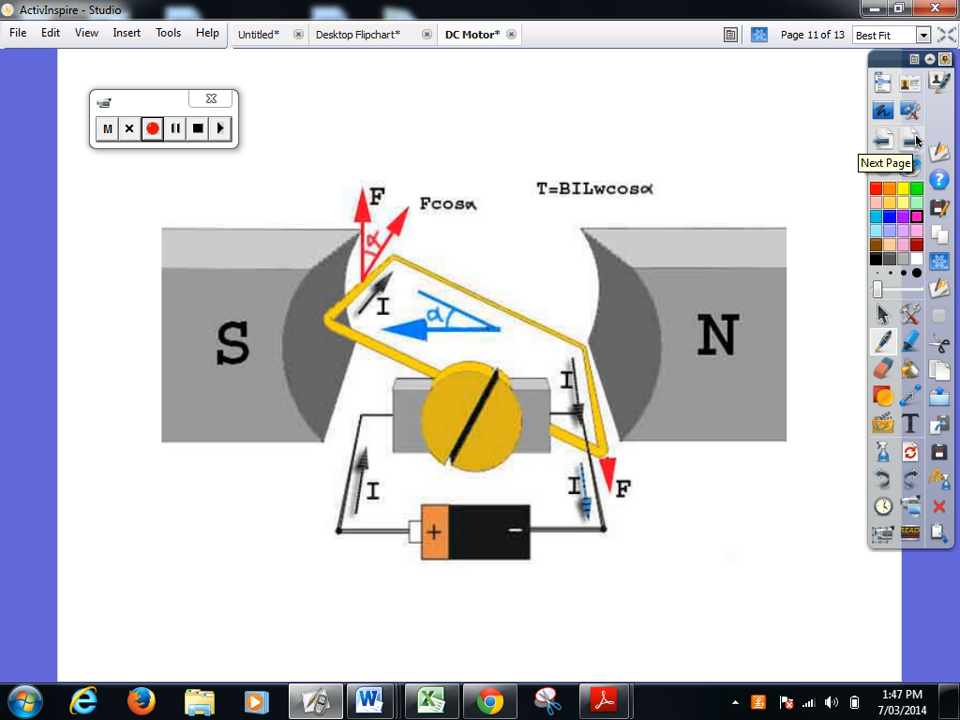 ActivInspire - Studio
File Edit View Insert Tools Help Untitled* Desktop Flipchart* DC Motor* Page 11 of 13 Best Fit
M
Next Page
F
Fcosα
T=BILwcosα
α
I
α
S
N
I
I
I
F
+
-
1:47 PM
7/03/2014